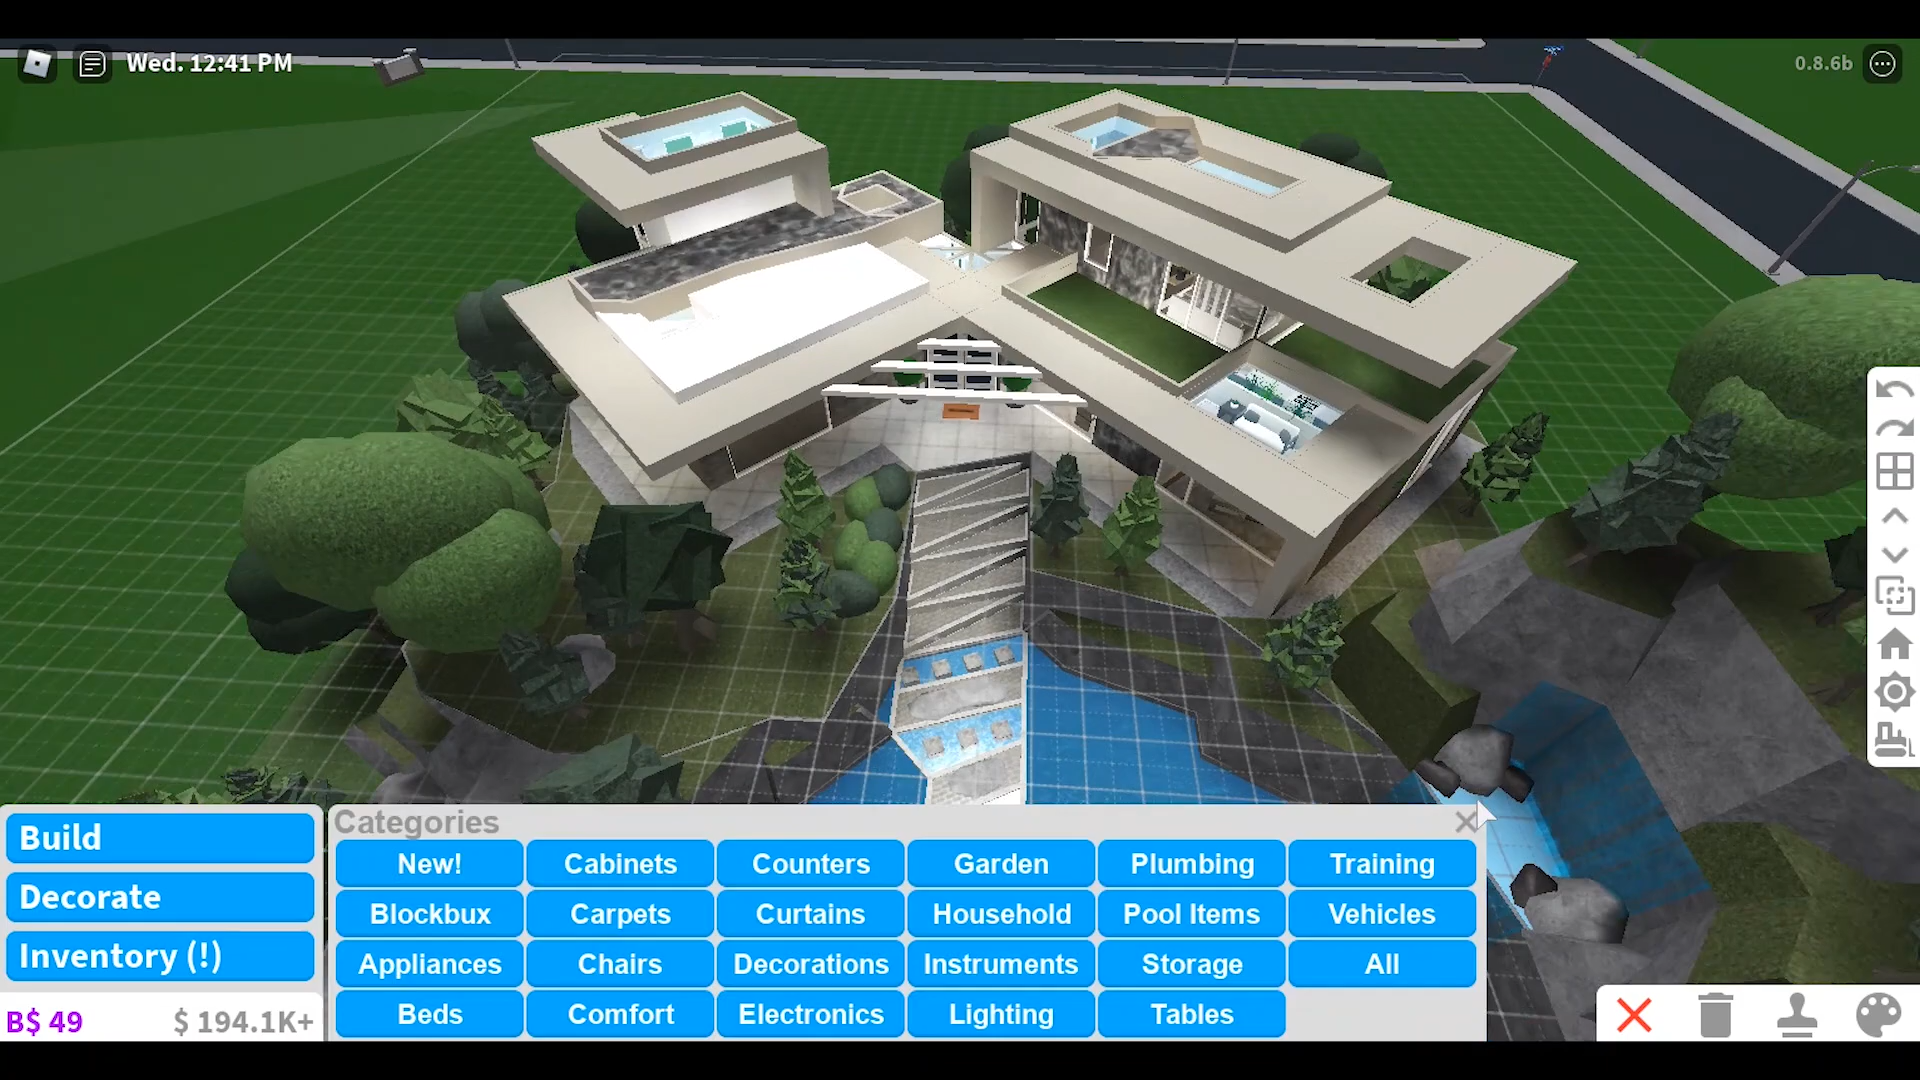 Wed. 12:41 PM
0.8.6b
Build
Decorate
Inventory (!)
B$ 49 $ 194.1K+
Categories
New! Cabinets Counters Garden Plumbing Training
Blockbux Carpets Curtains Household Pool Items Vehicles
Appliances Chairs Decorations Instruments Storage All
Beds Comfort Electronics Lighting Tables